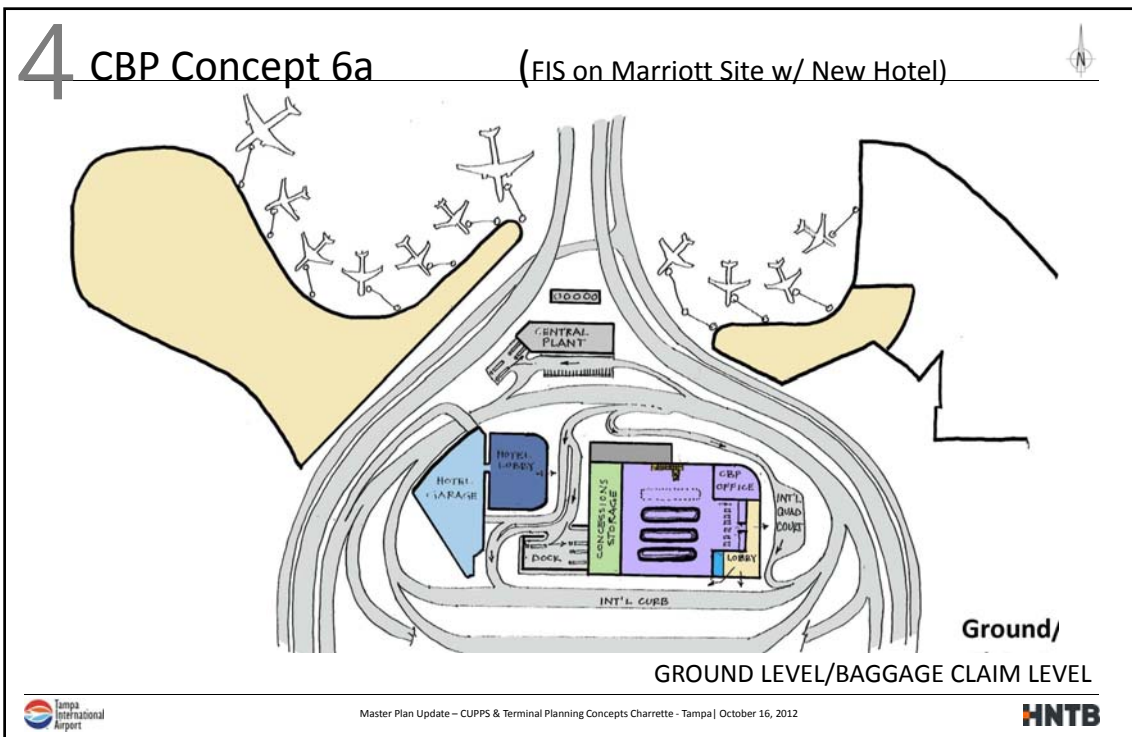 4 CBP Concept 6a (FIS on Marriott Site w/ New Hotel)
N
CENTRAL
PLANT
HOTEL
LOBBY
HOTEL
GARAGE
CONCESSIONS
STORAGE
CBP
OFFICE
INT'L
QUAD
COURT
DOCK
LOBBY
INT'L CURB
Ground/
GROUND LEVEL/BAGGAGE CLAIM LEVEL
Tampa
International
Airport
Master Plan Update – CUPPS & Terminal Planning Concepts Charrette - Tampa| October 16, 2012
HNTB